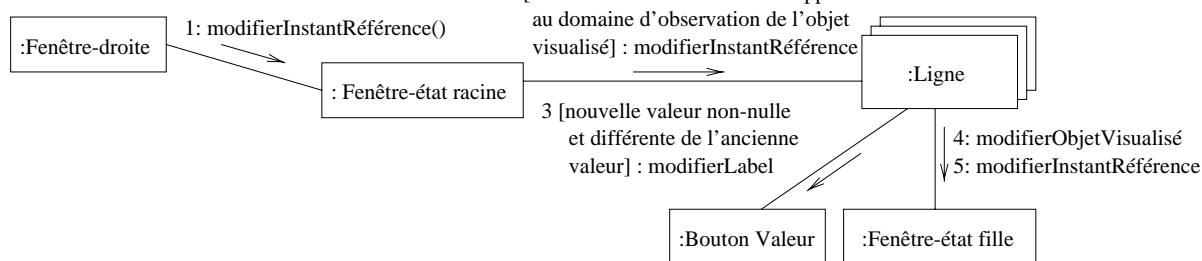 1: modifierInstantRéférence()
au domaine d'observation de l'objet
visualisé] : modifierInstantRéférence
:Fenêtre-droite
: Fenêtre-état racine
:Ligne
3 [nouvelle valeur non-nulle
et différente de l'ancienne
valeur] : modifierLabel
4: modifierObjetVisualisé
5: modifierInstantRéférence
:Bouton Valeur
:Fenêtre-état fille